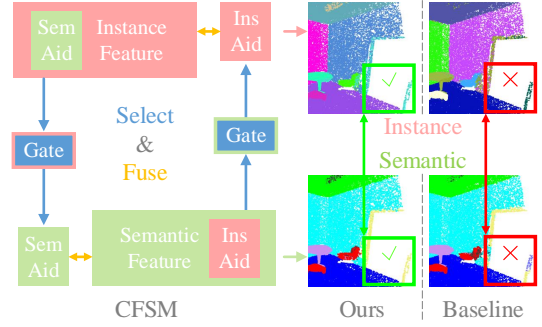 Sem
Aid
Instance
Feature
Ins
Aid
Gate
Select
&
Fuse
Gate
Instance
Semantic
Sem
Aid
Semantic
Feature
Ins
Aid
CFSM
Ours
Baseline